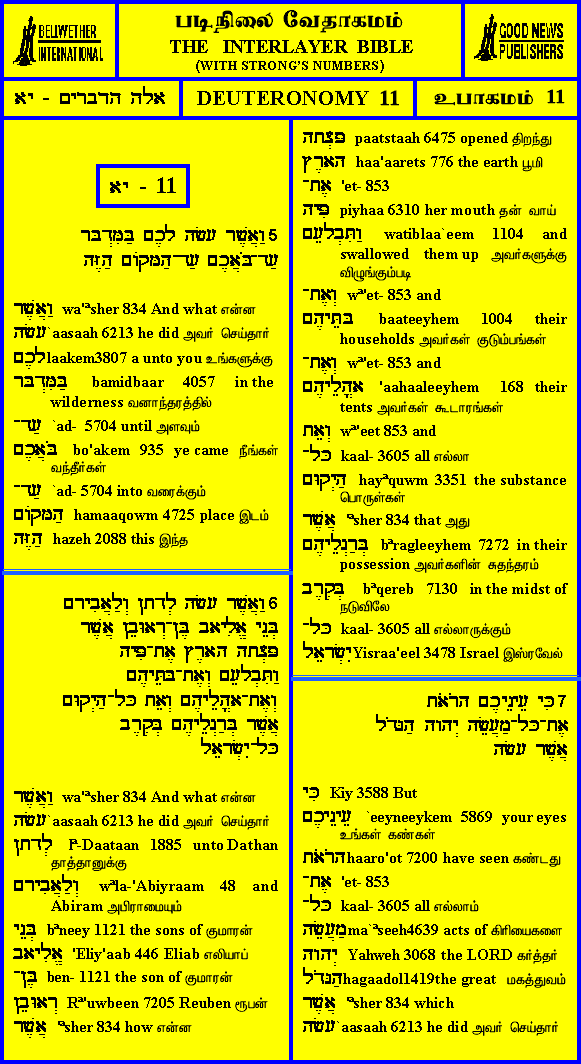 BELLWETHER
INTERNATIONAL
படிநிலை வேதாகமம்
THE INTERLAYER BIBLE
(WITH STRONG'S NUMBERS)
GOOD NEWS
PUBLISHERS
אלה הדברים - יא
DEUTERONOMY 11
உபாகமம் 11
יא - 11
5 וַאֲשֶׁר עָשָׂה לָכֶם בַּמִּדְבָּר
עַד־בֹּאֲכֶם עַד־הַמָּקוֹם הַזֶּה
וַאֲשֶׁר wa'ªsher 834 And what என்ன
עָשָׂה `aasaah 6213 he did அவர் செய்தார்
לָכֶם laakem3807 a unto you உங்களுக்கு
בַּמִּדְבָּר bamidbaar 4057 in the
wilderness வனாந்தரத்தில்
עַד־ `ad- 5704 until அளவும்
בֹּאֲכֶם bo'akem 935 ye came நீங்கள்
வந்தீர்கள்
עַד־ `ad- 5704 into வரைக்கும்
הַמָּקוֹם hamaaqowm 4725 place இடம்
הַזֶּה hazeh 2088 this இந்த
6 וַאֲשֶׁר עָשָׂה לְדָתָן וְלַאֲבִירָם
בְּנֵי אֱלִיאָב בֶּן־רְאוּבֵן אֲשֶׁר
פָּצְתָה הָאָרֶץ אֶת־פִּיהָ
וַתִּבְלָעֵם וְאֶת־בָּתֵּיהֶם
וְאֶת־אָהֳלֵיהֶם וְאֵת כָּל־הַיְקוּם
אֲשֶׁר בְּרַגְלֵיהֶם בְּקֶרֶב
כָּל־יִשְׂרָאֵל
וַאֲשֶׁר wa'ªsher 834 And what என்ன
עָשָׂה `aasaah 6213 he did அவர் செய்தார்
לְדָתָן lª-Daataan 1885 unto Dathan
தாத்தானுக்கு
וְלַאֲבִירָם wªla-'Abiyraam 48 and
Abiram அபிராமையும்
בְּנֵי bªneey 1121 the sons of குமாரன்
אֱלִיאָב 'Eliy'aab 446 Eliab எலியாப்
בֶּן־ ben- 1121 the son of குமாரன்
רְאוּבֵן Rª'uwbeen 7205 Reuben ரூபன்
אֲשֶׁר ªsher 834 how என்ன
פָּצְתָה paatstaah 6475 opened திறந்து
הָאָרֶץ haa'aarets 776 the earth பூமி
אֶת־ 'et- 853
פִּיהָ piyhaa 6310 her mouth தன் வாய்
וַתִּבְלָעֵם watiblaa`eem 1104 and
swallowed them up அவர்களுக்கு
விழுங்கும்படி
וְאֶת־ wª'et- 853 and
בָּתֵּיהֶם baateeyhem 1004 their
households அவர்கள் குடும்பங்கள்
וְאֶת־ wª'et- 853 and
אָהֳלֵיהֶם 'aahaaleeyhem 168 their
tents அவர்கள் கூடாரங்கள்
וְאֵת wª'eet 853 and
כָּל־ kaal- 3605 all எல்லா
הַיְקוּם hayªquwm 3351 the substance
பொருள்கள்
אֲשֶׁר ªsher 834 that அது
בְּרַגְלֵיהֶם bªragleeyhem 7272 in their
possession அவர்களின் சுதந்தரம்
בְּקֶרֶב bªqereb 7130 in the midst of
நடுவிலே
כָּל־ kaal- 3605 all எல்லாருக்கும்
יִשְׂרָאֵל Yisraa'eel 3478 Israel இஸ்ரவேல்
7 כִּי עֵינֵיכֶם הָרֹאֹת
אֶת־כָּל־מַעֲשֵׂה יְהוָה הַגָּדֹל
אֲשֶׁר עָשָׂה
כִּי Kiy 3588 But
עֵינֵיכֶם `eeyneeykem 5869 your eyes
உங்கள் கண்கள்
הָרֹאֹת haaro'ot 7200 have seen கண்டது
אֶת־ 'et- 853
כָּל־ kaal- 3605 all எல்லாம்
מַעֲשֵׂה ma`ªseeh4639 acts of கிரியைகளை
יְהוָה Yahweh 3068 the LORD கர்த்தர்
הַגָּדֹל hagaadol1419the great மகத்துவம்
אֲשֶׁר ªsher 834 which
עָשָׂה `aasaah 6213 he did அவர் செய்தார்